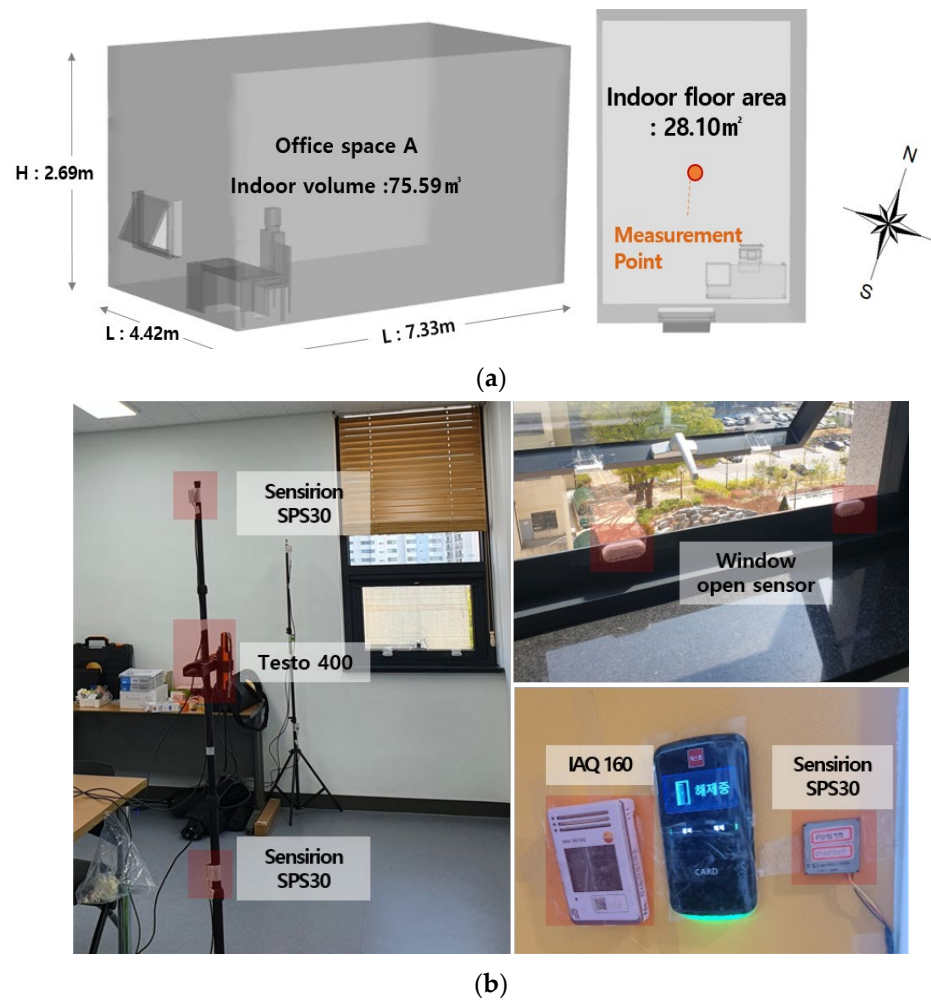 Office space A
Indoor volume :75.59㎥
H : 2.69m
L : 4.42m
L : 7.33m
Indoor floor area
: 28.10㎡
Measurement
Point
N
S
(a)
Sensirion
SPS30
Testo 400
Sensirion
SPS30
Window
open sensor
IAQ 160
해제중
CARD
Sensirion
SPS30
(b)